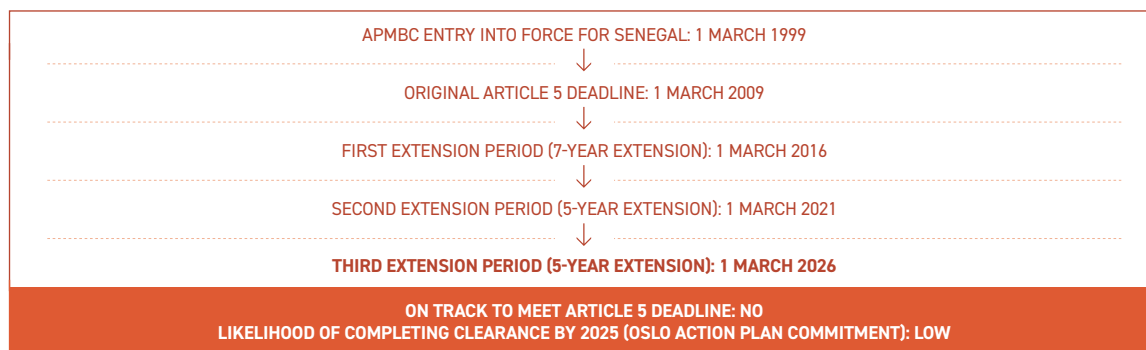 APMBC ENTRY INTO FORCE FOR SENEGAL: 1 MARCH 1999
ORIGINAL ARTICLE 5 DEADLINE: 1 MARCH 2009
FIRST EXTENSION PERIOD (7-YEAR EXTENSION): 1 MARCH 2016
SECOND EXTENSION PERIOD (5-YEAR EXTENSION): 1 MARCH 2021
THIRD EXTENSION PERIOD (5-YEAR EXTENSION): 1 MARCH 2026
ON TRACK TO MEET ARTICLE 5 DEADLINE: NO
LIKELIHOOD OF COMPLETING CLEARANCE BY 2025 (OSLO ACTION PLAN COMMITMENT): LOW